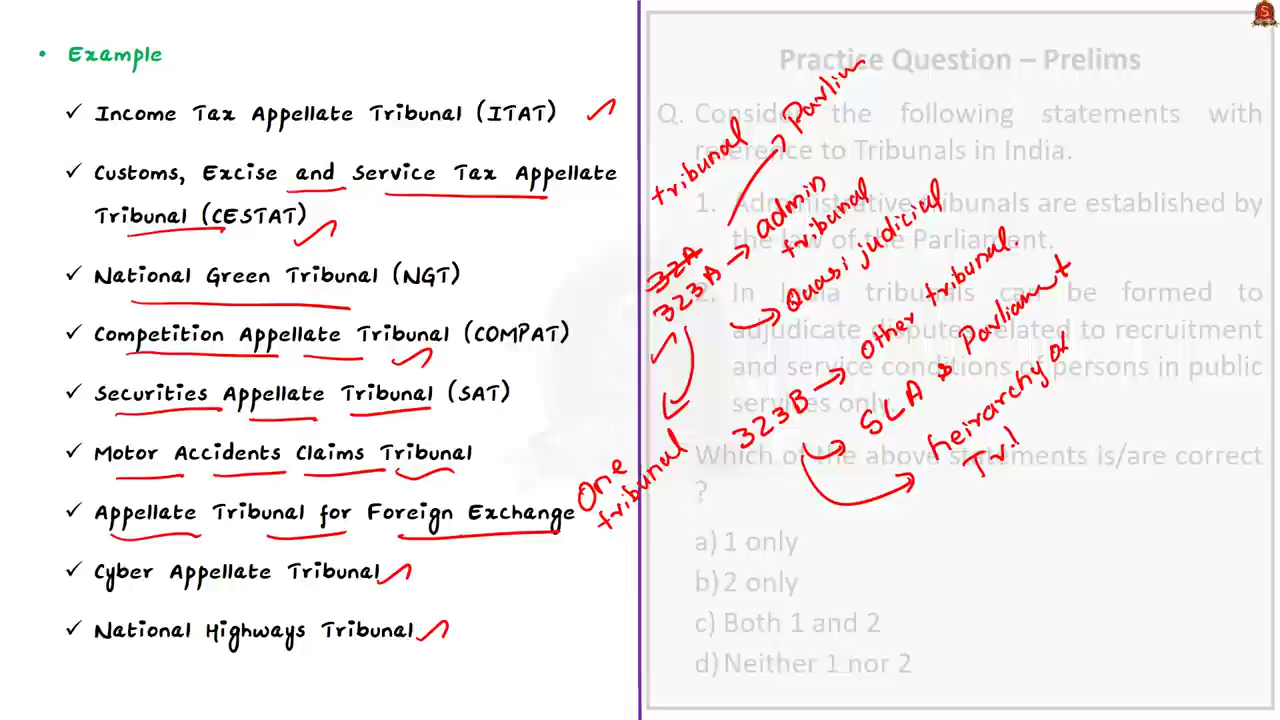 • Example
✓ Income Tax Appellate Tribunal (ITAT)
✓ Customs, Excise and Service Tax Appellate
Tribunal (CESTAT)
✓ National Green Tribunal (NGT)
✓ Competition Appellate Tribunal (COMPAT)
✓ Securities Appellate Tribunal (SAT)
✓ Motor Accidents Claims Tribunal
✓ Appellate Tribunal for Foreign Exchange
✓ Cyber Appellate Tribunal
✓ National Highways Tribunal
Practice Question – Prelims
Q. Consider the following statements with
reference to Tribunals in India.
1. Administrative tribunals are established by
the law of the Parliament.
2. In India tribunals can be formed to
adjudicate disputes related to recruitment
and service conditions of persons in public
services only.
Which of the above statements is/are correct
?
a) 1 only
b) 2 only
c) Both 1 and 2
d) Neither 1 nor 2
tribunal
Parliam
32A
323A → admin
tribunal
Quasi judicial
One
tribunal
323B → other tribunal.
SLA & Parliament
heirarchy of